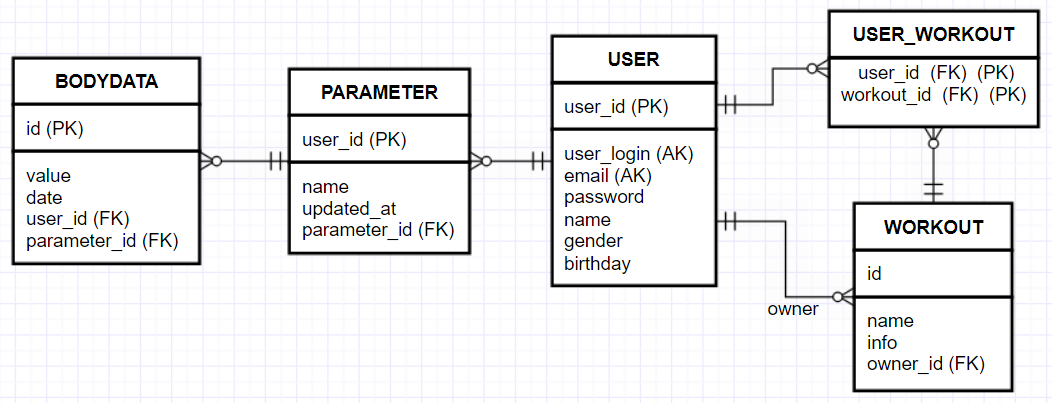 BODYDATA
id (PK)
value
date
user_id (FK)
parameter_id (FK)
PARAMETER
user_id (PK)
name
updated_at
parameter_id (FK)
USER
user_id (PK)
user_login (AK)
email (AK)
password
name
gender
birthday
USER_WORKOUT
user_id (FK) (PK)
workout_id (FK) (PK)
WORKOUT
id
name
info
owner_id (FK)
owner